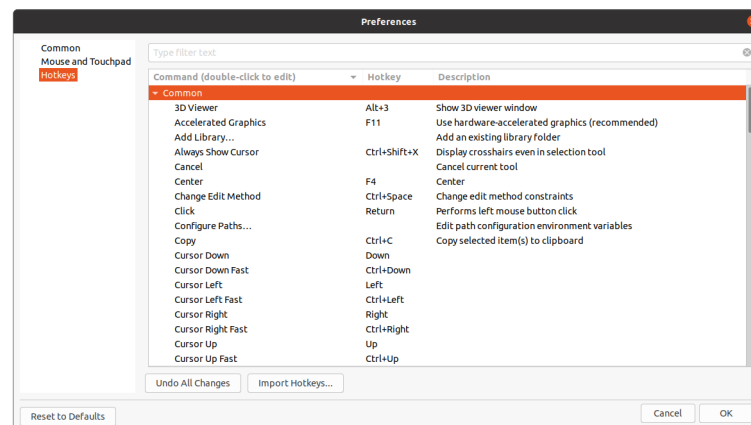 Preferences
Common
Mouse and Touchpad
Hotkeys
Type filter text
Command (double-click to edit) Hotkey Description
Common
3D Viewer Alt+3 Show 3D viewer window
Accelerated Graphics F11 Use hardware-accelerated graphics (recommended)
Add Library... Add an existing library folder
Always Show Cursor Ctrl+Shift+X Display crosshairs even in selection tool
Cancel Cancel current tool
Center F4 Center
Change Edit Method Ctrl+Space Change edit method constraints
Click Return Performs left mouse button click
Configure Paths... Edit path configuration environment variables
Copy Ctrl+C Copy selected item(s) to clipboard
Cursor Down Down
Cursor Down Fast Ctrl+Down
Cursor Left Left
Cursor Left Fast Ctrl+Left
Cursor Right Right
Cursor Right Fast Ctrl+Right
Cursor Up Up
Cursor Up Fast Ctrl+Up
Undo All Changes Import Hotkeys...
Reset to Defaults Cancel OK